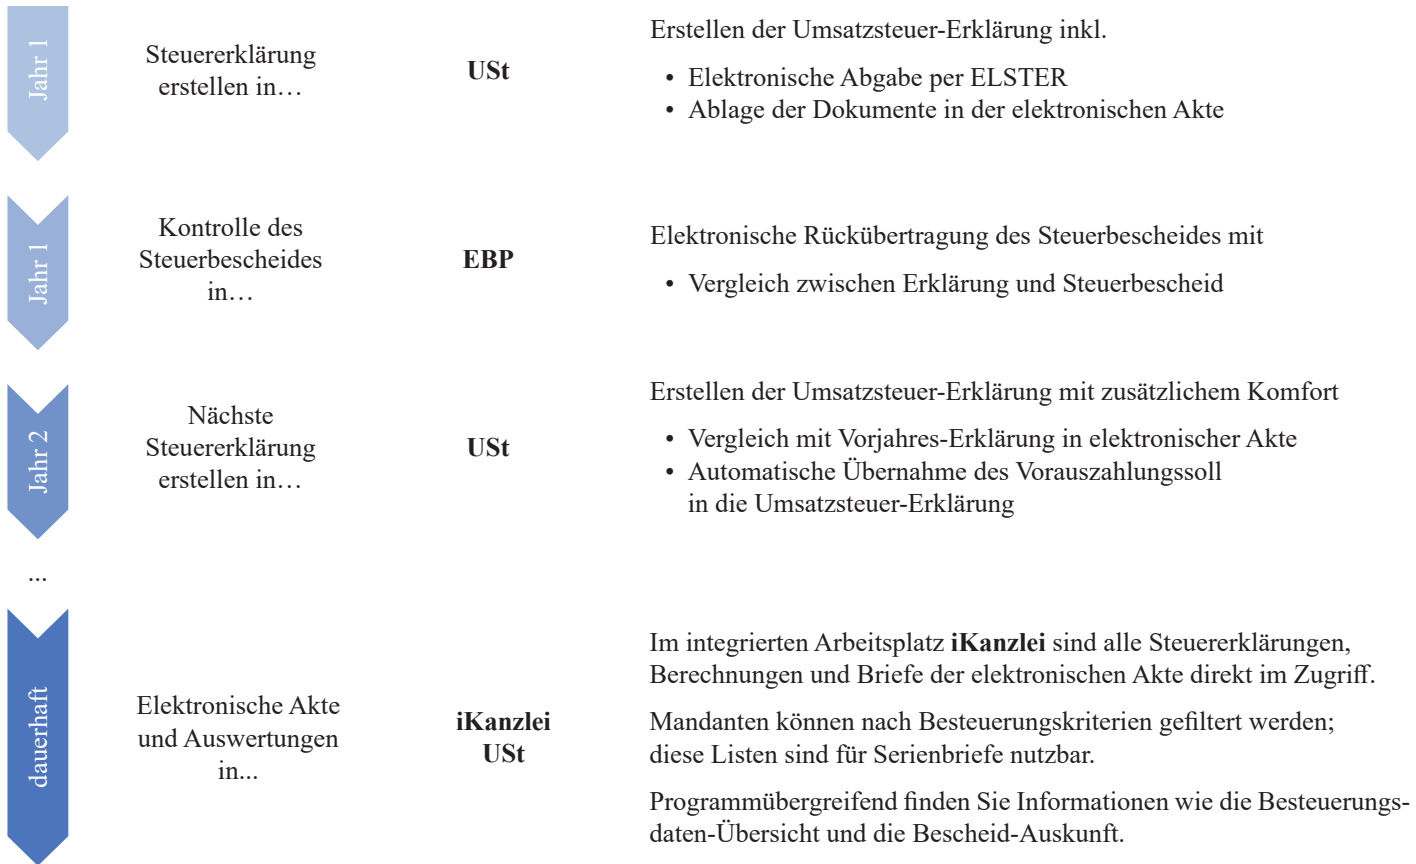 Jahr 1
Steuererklärung
erstellen in…
USt
Erstellen der Umsatzsteuer-Erklärung inkl.
• Elektronische Abgabe per ELSTER
• Ablage der Dokumente in der elektronischen Akte
Jahr 1
Kontrolle des
Steuerbescheides
in…
EBP
Elektronische Rückübertragung des Steuerbescheides mit
• Vergleich zwischen Erklärung und Steuerbescheid
Jahr 2
Nächste
Steuererklärung
erstellen in…
USt
Erstellen der Umsatzsteuer-Erklärung mit zusätzlichem Komfort
• Vergleich mit Vorjahres-Erklärung in elektronischer Akte
• Automatische Übernahme des Vorauszahlungssoll
in die Umsatzsteuer-Erklärung
...
dauerhaft
Elektronische Akte
und Auswertungen
in...
iKanzlei
USt
Im integrierten Arbeitsplatz iKanzlei sind alle Steuererklärungen,
Berechnungen und Briefe der elektronischen Akte direkt im Zugriff.
Mandanten können nach Besteuerungskriterien gefiltert werden;
diese Listen sind für Serienbriefe nutzbar.
Programmübergreifend finden Sie Informationen wie die Besteuerungs-
daten-Übersicht und die Bescheid-Auskunft.